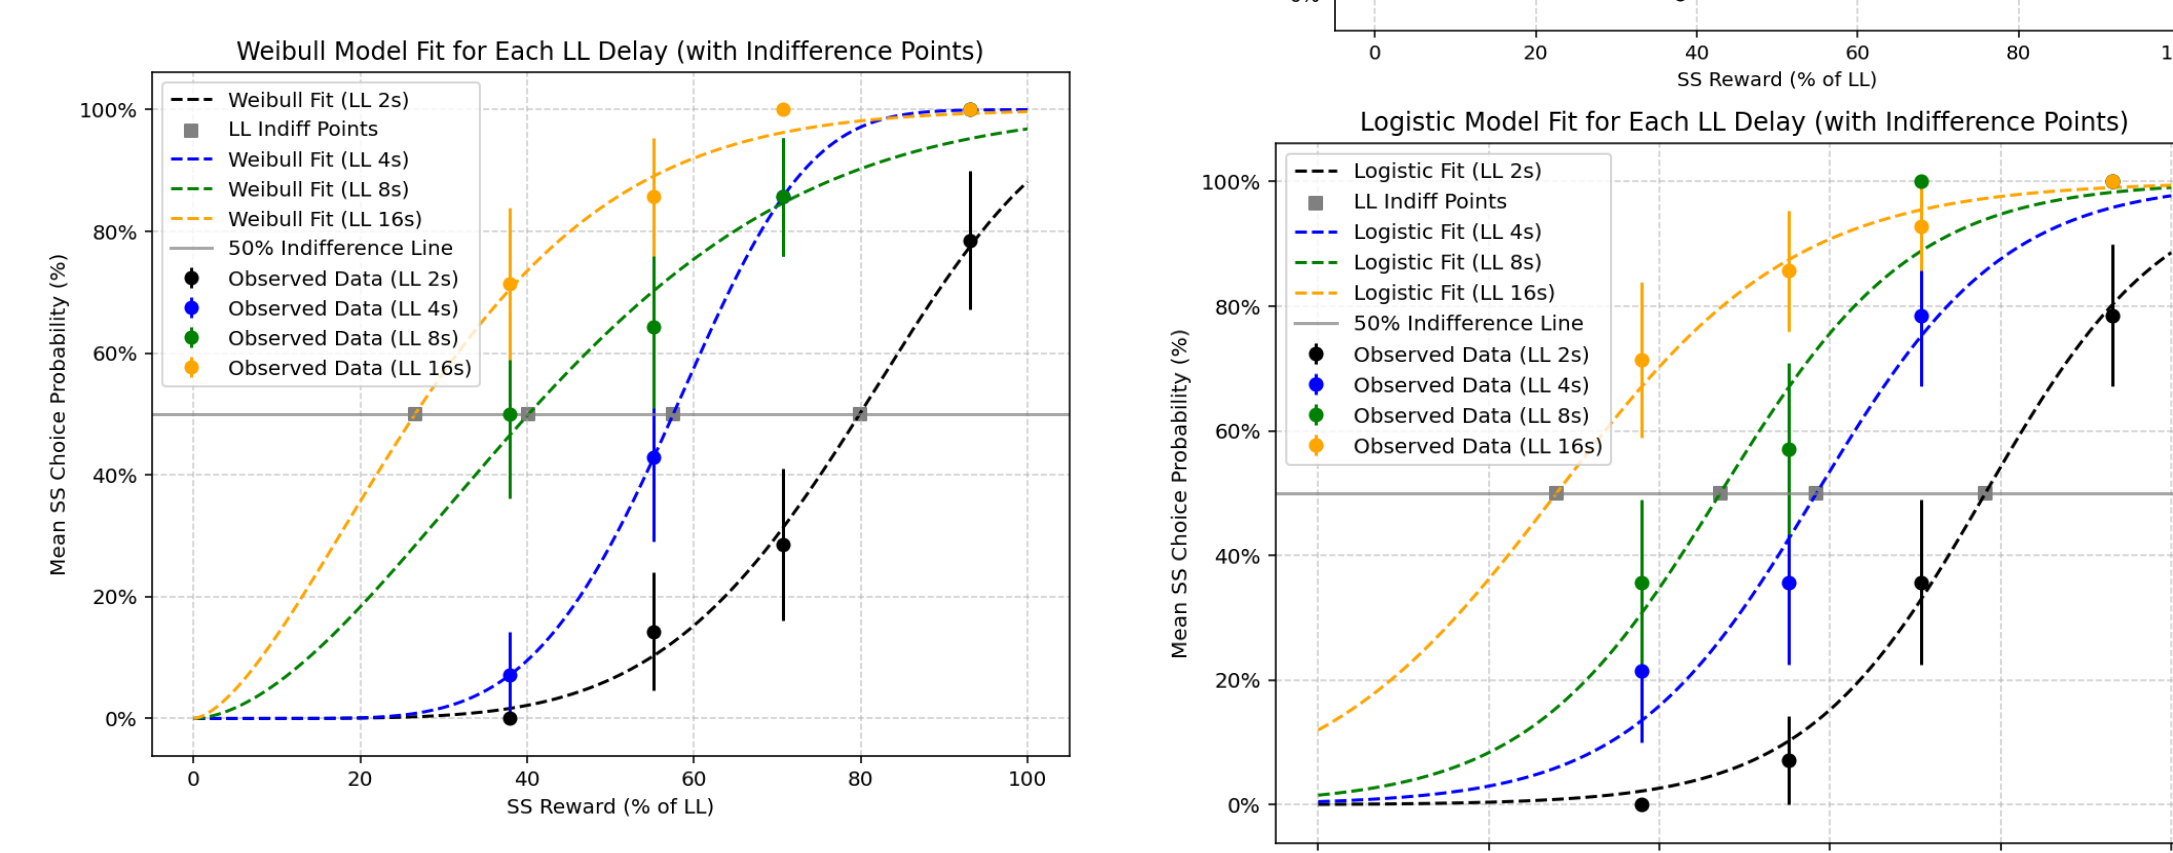 Weibull Model Fit for Each LL Delay (with Indifference Points)
Mean SS Choice Probability (%)
100%
80%
60%
40%
20%
0%
Weibull Fit (LL 2s)
LL Indiff Points
Weibull Fit (LL 4s)
Weibull Fit (LL 8s)
Weibull Fit (LL 16s)
50% Indifference Line
Observed Data (LL 2s)
Observed Data (LL 4s)
Observed Data (LL 8s)
Observed Data (LL 16s)
0 20 40 60 80 100
SS Reward (% of LL)
0 20 40 60 80
SS Reward (% of LL)
Logistic Model Fit for Each LL Delay (with Indifference Points)
Mean SS Choice Probability (%)
100%
80%
60%
40%
20%
0%
Logistic Fit (LL 2s)
LL Indiff Points
Logistic Fit (LL 4s)
Logistic Fit (LL 8s)
Logistic Fit (LL 16s)
50% Indifference Line
Observed Data (LL 2s)
Observed Data (LL 4s)
Observed Data (LL 8s)
Observed Data (LL 16s)